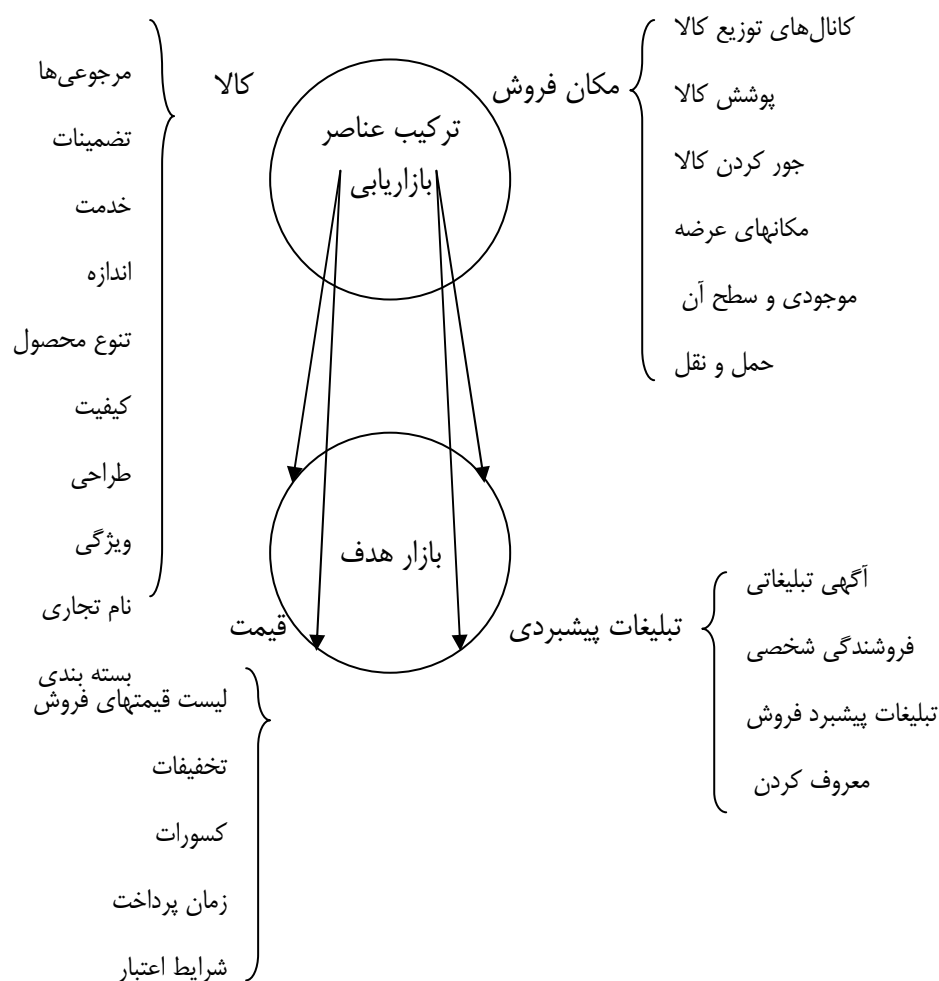 کانال‌های توزیع کالا
پوشش کالا
جور کردن کالا
مکانهای عرضه
موجودی و سطح آن
حمل و نقل
مکان فروش
ترکیب عناصر
بازاریابی
کالا
مرجوعی‌ها
تضمینات
خدمت
اندازه
تنوع محصول
کیفیت
طراحی
ویژگی
نام تجاری
بسته بندی
بازار هدف
آگهی تبلیغاتی
فروشندگی شخصی
تبلیغات پیشبرد فروش
معروف کردن
تبلیغات پیشبردی
قیمت
لیست قیمتهای فروش
تخفیفات
کسورات
زمان پرداخت
شرایط اعتبار